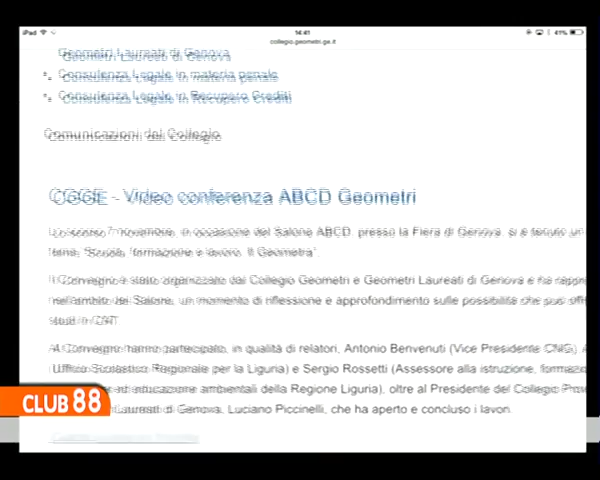 iPad
14:41
41%
collegio.geometri.ge.it
Geometri Laureati di Genova
Consulenza Legale in materia penale
Consulenza Legale in Recupero Crediti
Comunicazioni del Collegio
CGGE - Video conferenza ABCD Geometri
Lo scorso 7 novembre, in occasione del Salone ABCD, presso la Fiera di Genova, si è tenuto un
tema "Scuola, formazione e lavoro. Il Geometra".
Il Convegno è stato organizzato dal Collegio Geometri e Geometri Laureati di Genova e ha
nell'ambito del Salone, un momento di riflessione e approfondimento sulle possibilità che può
CAT
Al Convegno hanno partecipato, in qualità di relatori, Antonio Benvenuti (Vice Presidente CNG),
Ufficio Scolastico Regionale per la Liguria) e Sergio Rossetti (Assessore alla istruzione,
ed educazione ambientali della Regione Liguria), oltre al Presidente del Collegio
Laureati di Genova, Luciano Piccinelli, che ha aperto e concluso i lavori.
CLUB 88